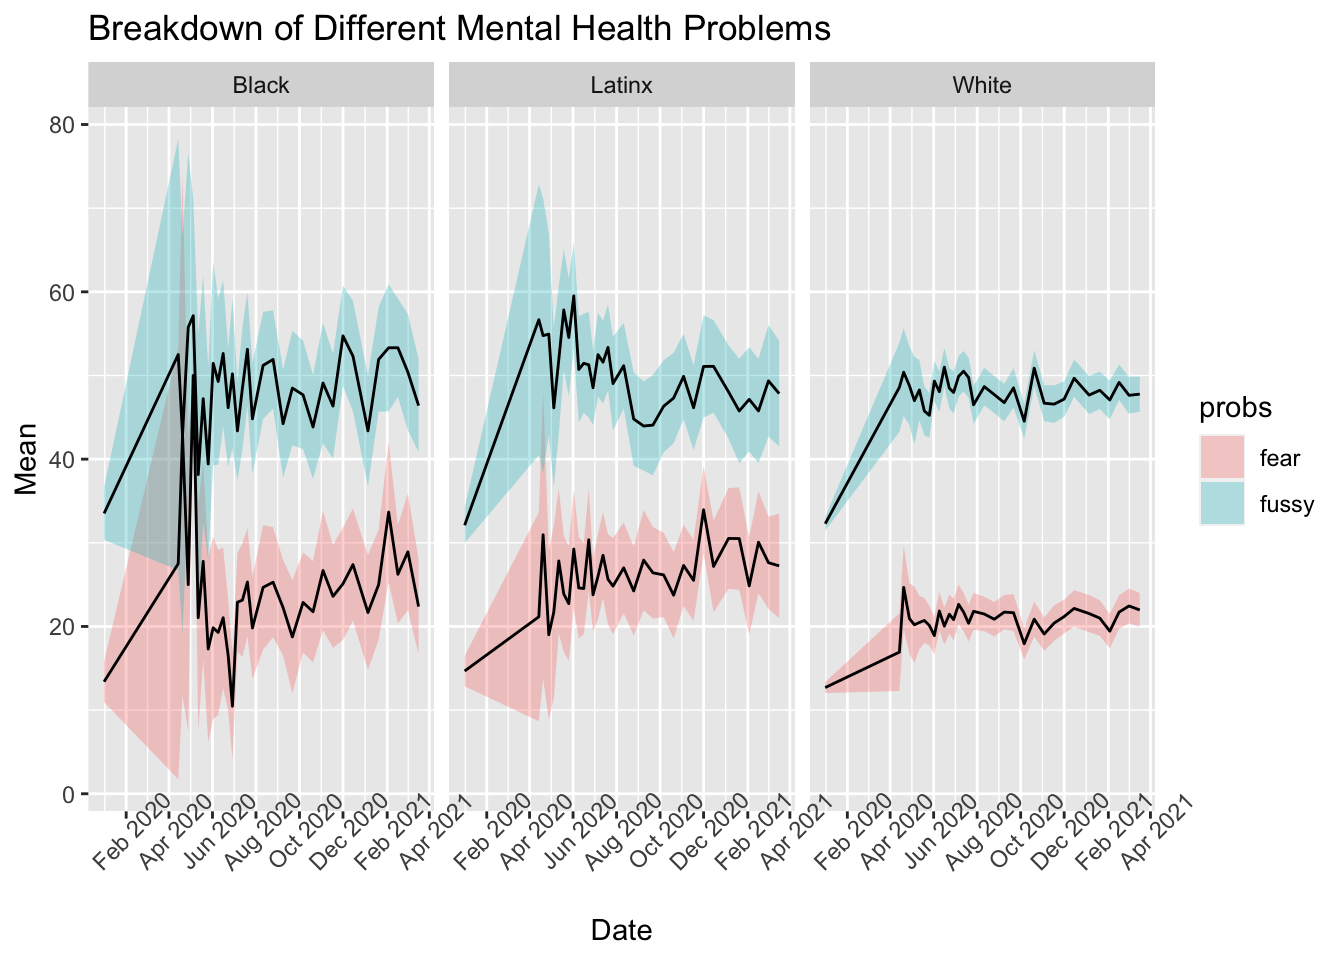 Breakdown of Different Mental Health Problems
Black
Latinx
White
80
60
40
20
0
Mean
Feb 2020
Apr 2020
Jun 2020
Aug 2020
Oct 2020
Dec 2020
Feb 2021
Apr 2021
Feb 2020
Apr 2020
Jun 2020
Aug 2020
Oct 2020
Dec 2020
Feb 2021
Apr 2021
Feb 2020
Apr 2020
Jun 2020
Aug 2020
Oct 2020
Dec 2020
Feb 2021
Apr 2021
Date
probs
fear
fussy